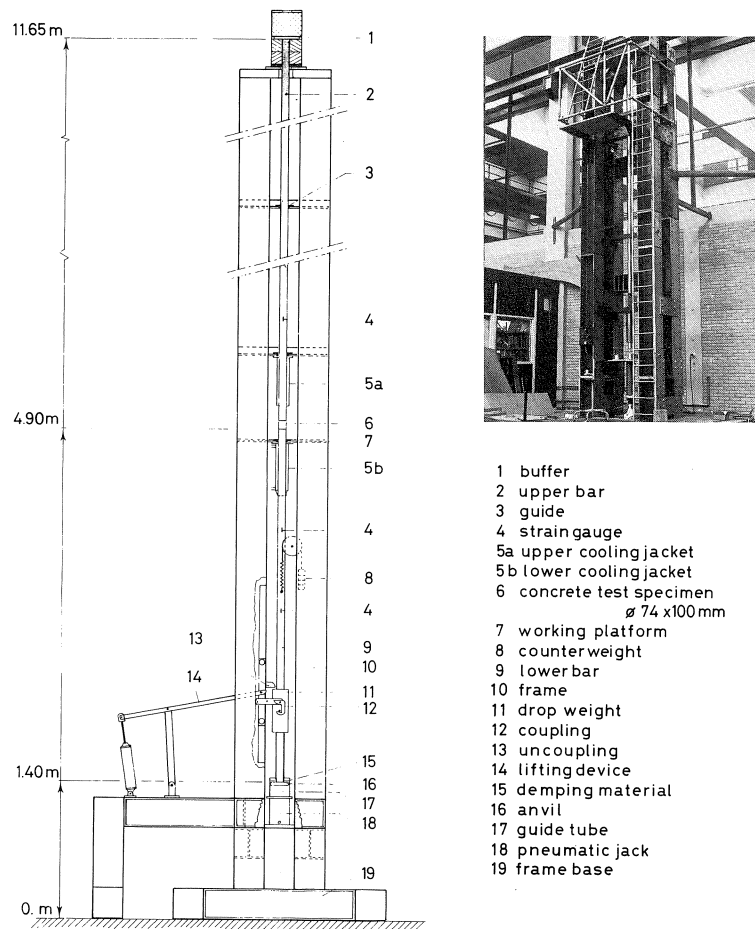 11.65 m
1
2
3
4
5a
4.90m
6
7
5b
4
8
4
13
9
10
14
11
12
15
1.40m
16
17
18
19
0. m
1 buffer
2 upper bar
3 guide
4 strain gauge
5a upper cooling jacket
5b lower cooling jacket
6 concrete test specimen
ø 74 x100 mm
7 working platform
8 counterweight
9 lower bar
10 frame
11 drop weight
12 coupling
13 uncoupling
14 lifting device
15 demping material
16 anvil
17 guide tube
18 pneumatic jack
19 frame base